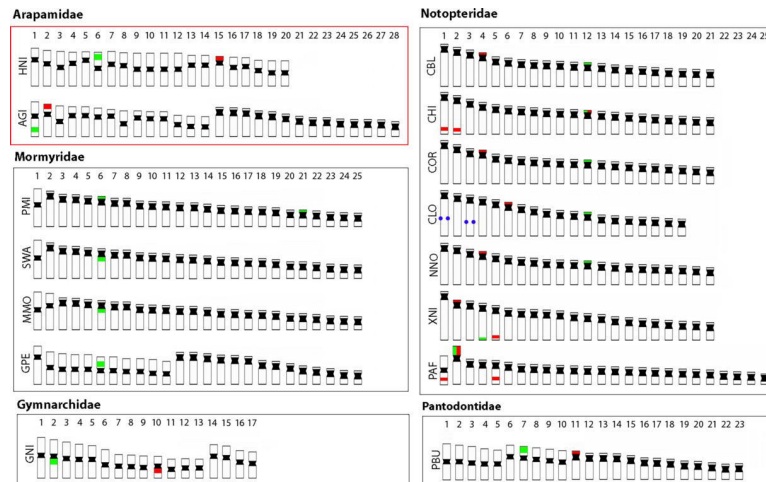 Arapamidae
1 2 3 4 5 6 7 8 9 10 11 12 13 14 15 16 17 18 19 20 21 22 23 24 25 26 27 28
HNI
AGI
Mormyridae
1 2 3 4 5 6 7 8 9 10 11 12 13 14 15 16 17 18 19 20 21 22 23 24 25
PMI
SWA
MMO
GPE
Gymnarchidae
1 2 3 4 5 6 7 8 9 10 11 12 13 14 15 16 17
GNI
Notopteridae
1 2 3 4 5 6 7 8 9 10 11 12 13 14 15 16 17 18 19 20 21 22 23 24 25
CBL
CHI
COR
CLO
NNO
XNI
PAF
Pantodontidae
1 2 3 4 5 6 7 8 9 10 11 12 13 14 15 16 17 18 19 20 21 22 23
PBU